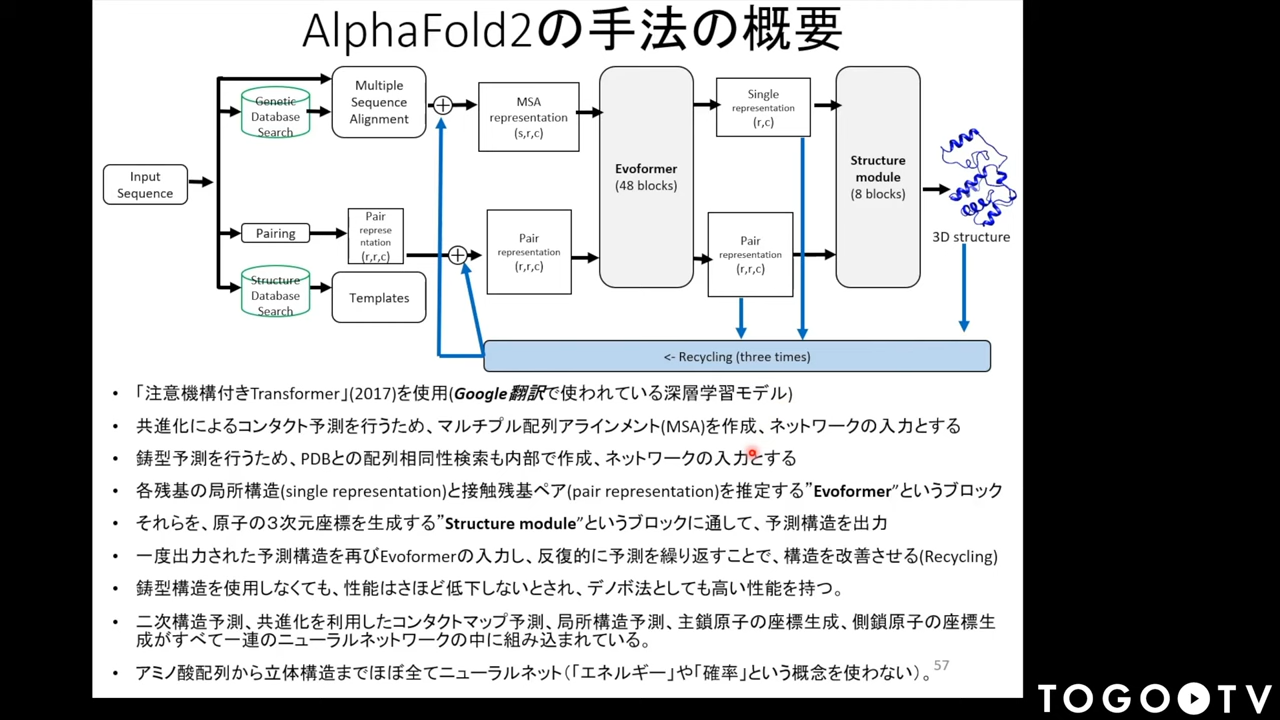 AlphaFold2の手法の概要
Genetic
Database
Search
Multiple
Sequence
Alignment
MSA
representation
(s,r,c)
Single
representation
(r,c)
Input
Sequence
Evoformer
(48 blocks)
Structure
module
(8 blocks)
Pairing
Pair
represe
ntation
(r,r,c)
Pair
representation
(r,r,c)
Pair
representation
(r,r,c)
3D structure
Structure
Database
Search
Templates
<- Recycling (three times)
• 「注意機構付きTransformer」(2017)を使用(Google翻訳で使われている深層学習モデル)
• 共進化によるコンタクト予測を行うため、マルチプル配列アラインメント(MSA)を作成、ネットワークの入力とする
• 鋳型予測を行うため、PDBとの配列相同性検索も内部で作成、ネットワークの入力とする
• 各残基の局所構造(single representation)と接触残基ペア(pair representation)を推定する”Evoformer”というブロック
• それらを、原子の３次元座標を生成する”Structure module”というブロックに通して、予測構造を出力
• 一度出力された予測構造を再びEvoformerの入力し、反復的に予測を繰り返すことで、構造を改善させる(Recycling)
• 鋳型構造を使用しなくても、性能はさほど低下しないとされ、デノボ法としても高い性能を持つ。
• 二次構造予測、共進化を利用したコンタクトマップ予測、局所構造予測、主鎖原子の座標生成、側鎖原子の座標生
成がすべて一連のニューラルネットワークの中に組み込まれている。
• アミノ酸配列から立体構造までほぼ全てニューラルネット(「エネルギー」や「確率」という概念を使わない)。
57
TOGO TV